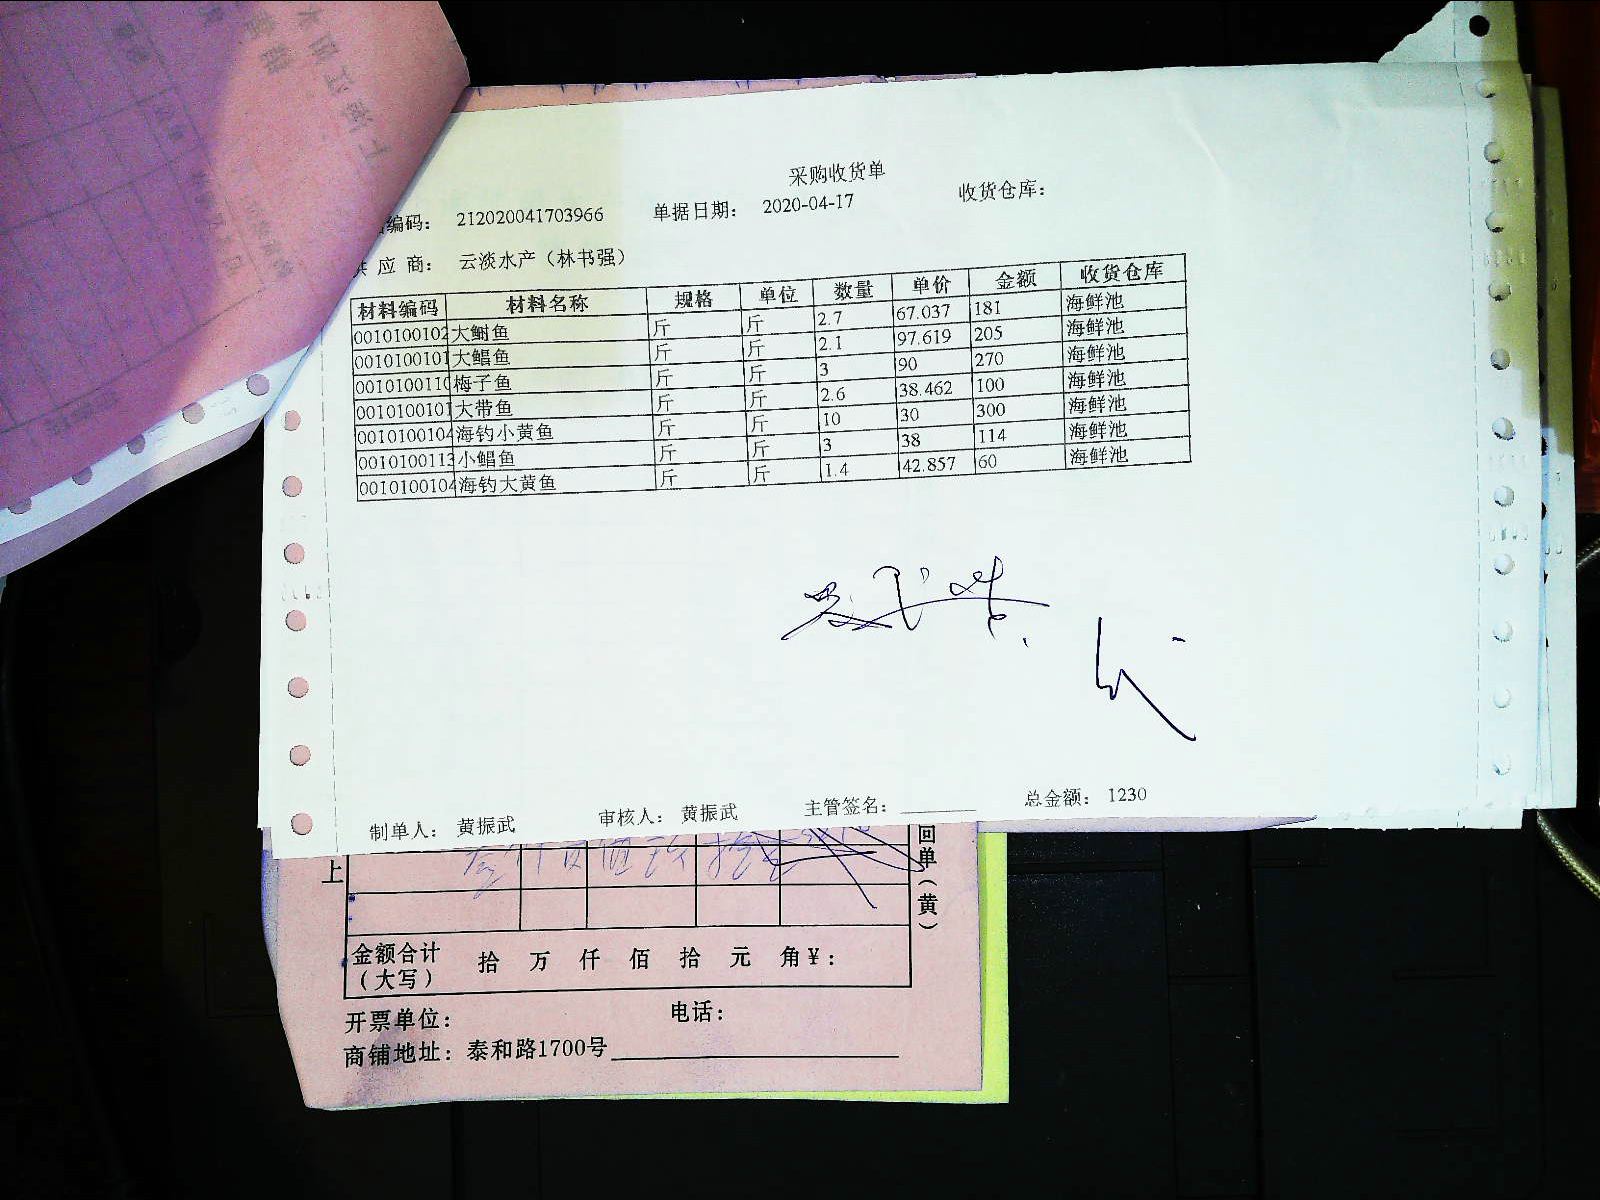 采购收货单
编码： 212020041703966 单据日期： 2020-04-17 收货仓库：
供 应 商： 云淡水产（林书强）
材料编码 材料名称 规格 单位 数量 单价 金额 收货仓库
0010100102 大鲋鱼 斤 斤 2.7 67.037 181 海鲜池
0010100101 大鲳鱼 斤 斤 2.1 97.619 205 海鲜池
0010100110 梅子鱼 斤 斤 3 90 270 海鲜池
0010100101 大带鱼 斤 斤 2.6 38.462 100 海鲜池
0010100104 海钓小黄鱼 斤 斤 10 30 300 海鲜池
0010100113 小鲳鱼 斤 斤 3 38 114 海鲜池
0010100104 海钓大黄鱼 斤 斤 1.4 42.857 60 海鲜池
制单人： 黄振武 审核人： 黄振武 主管签名： 总金额： 1230
上
回单（黄）
金额合计（大写） 拾 万 仟 佰 拾 元 角 ¥：
开票单位： 电话：
商铺地址：泰和路1700号